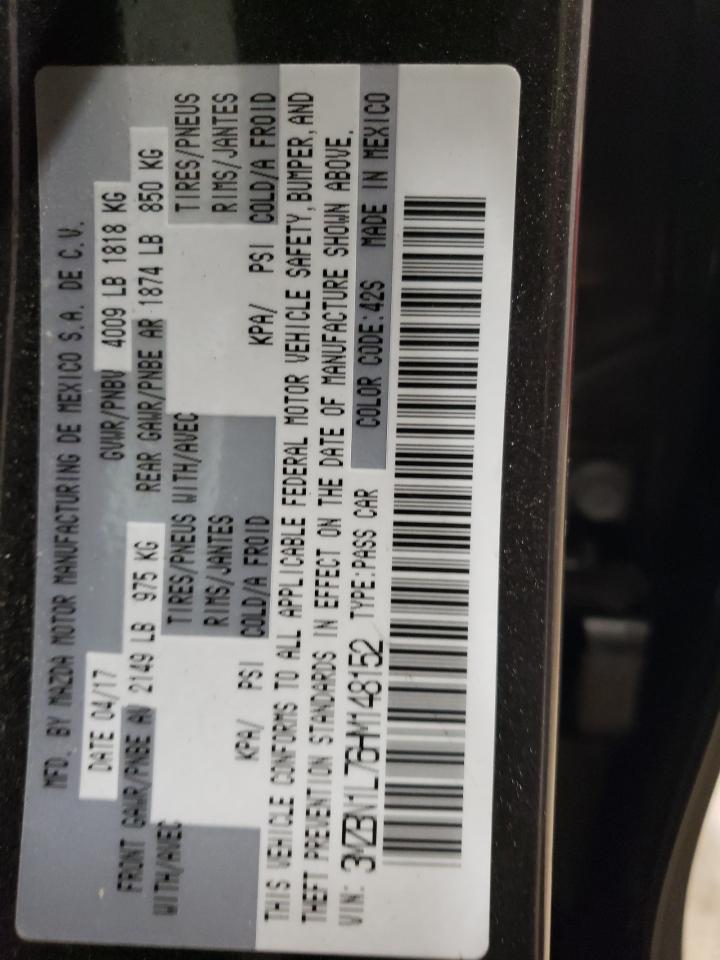 MFD. BY MAZDA MOTOR MANUFACTURING DE MEXICO S.A. DE C.V.
DATE 04/17 GVWR/PNBV 4009 LB 1818 KG
FRONT GAWR/PNBE AV 2149 LB 975 KG REAR GAWR/PNBE AR 1874 LB 850 KG
WITH/AVEC TIRES/PNEUS WITH/AVEC TIRES/PNEUS
RIMS/JANTES RIMS/JANTES
KPA/ PSI COLD/A FROID KPA/ PSI COLD/A FROID
THIS VEHICLE CONFORMS TO ALL APPLICABLE FEDERAL MOTOR VEHICLE SAFETY, BUMPER, AND
THEFT PREVENTION STANDARDS IN EFFECT ON THE DATE OF MANUFACTURE SHOWN ABOVE.
VIN: 3MZBN1L76HM148152 TYPE:PASS CAR COLOR CODE:42S MADE IN MEXICO